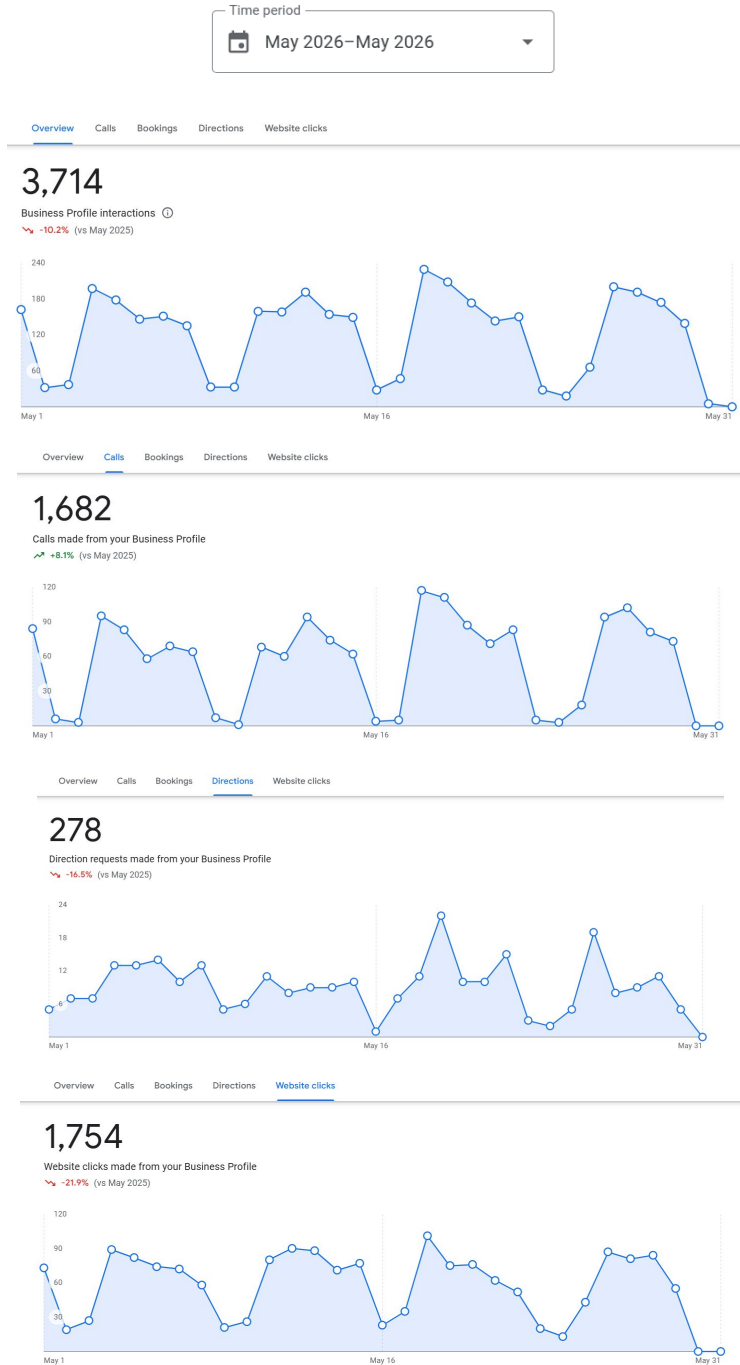 Time period
May 2026–May 2026
Overview Calls Bookings Directions Website clicks
3,714
Business Profile interactions
-10.2% (vs May 2025)
240
180
120
60
May 1 May 16 May 31
Overview Calls Bookings Directions Website clicks
1,682
Calls made from your Business Profile
+8.1% (vs May 2025)
120
90
60
30
May 1 May 16 May 31
Overview Calls Bookings Directions Website clicks
278
Direction requests made from your Business Profile
-16.5% (vs May 2025)
24
18
12
6
May 1 May 16 May 31
Overview Calls Bookings Directions Website clicks
1,754
Website clicks made from your Business Profile
-21.9% (vs May 2025)
120
90
60
30
May 1 May 16 May 31